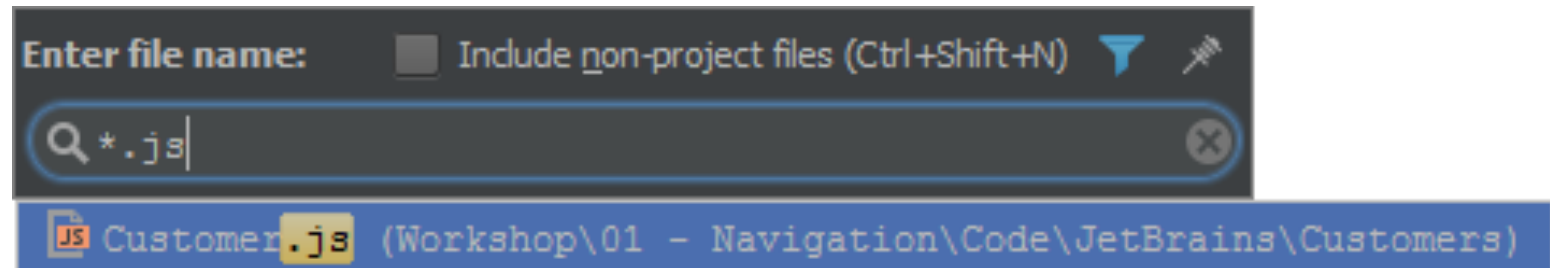 Enter file name: Include non-project files (Ctrl+Shift+N)
*.js
JS Customer.js (Workshop\01 - Navigation\Code\JetBrains\Customers)